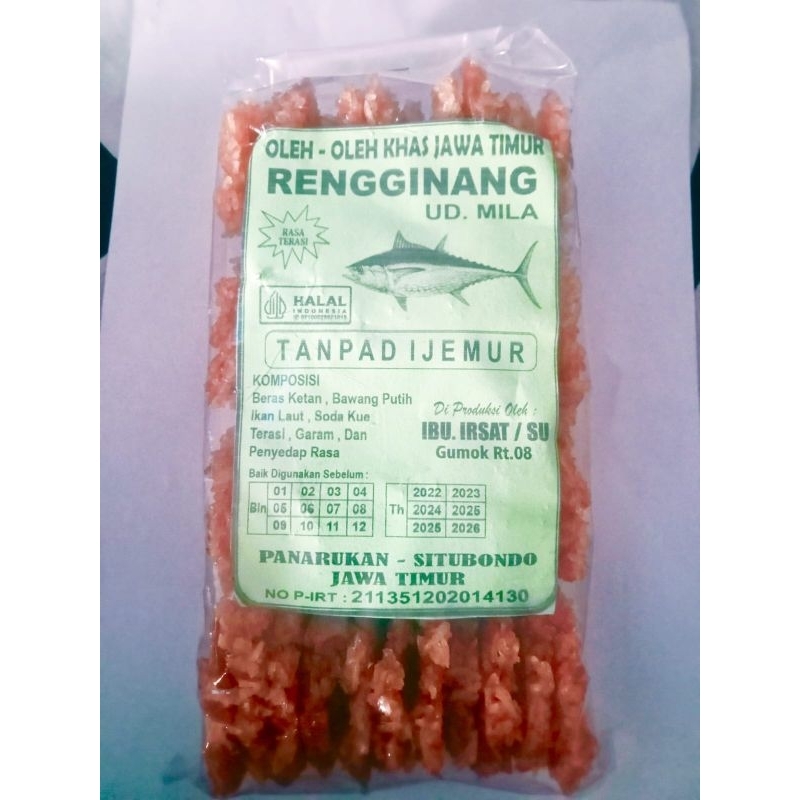 OLEH - OLEH KHAS JAWA TIMUR
RENGGINANG
UD. MILA
RASA
TERASI
HALAL
INDONESIA
TANPAD IJEMUR
KOMPOSISI
Beras Ketan , Bawang Putih
Ikan Laut , Soda Kue
Terasi , Garam , Dan
Penyedap Rasa
Di Produksi Oleh :
IBU. IRSAT / SU
Gumok Rt.08
Baik Digunakan Sebelum :
Bln
01 02 03 04
05 06 07 08
09 10 11 12
Th
2022 2023
2024 2025
2025 2026
PANARUKAN - SITUBONDO
JAWA TIMUR
NO P-IRT : 211351202014130